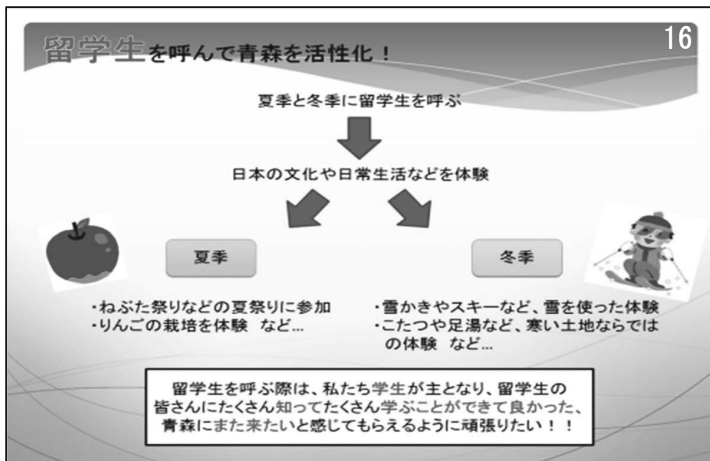 留学生を呼んで青森を活性化！
16
夏季と冬季に留学生を呼ぶ
日本の文化や日常生活などを体験
夏季
冬季
・ねぶた祭りなどの夏祭りに参加
・りんごの栽培を体験 など…
・雪かきやスキーなど、雪を使った体験
・こたつや足湯など、寒い土地ならでは
の体験 など…
留学生を呼ぶ際は、私たち学生が主となり、留学生の
皆さんにたくさん知ってたくさん学ぶことができて良かった、
青森にまた来たいと感じてもらえるように頑張りたい！！